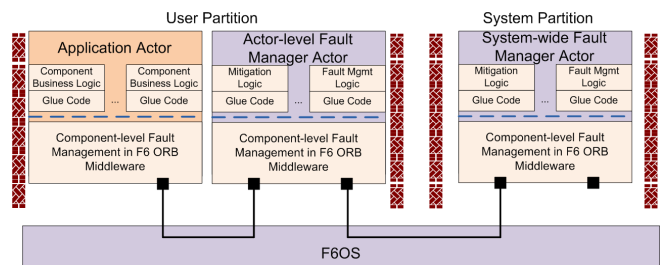 User Partition
System Partition
Application Actor
Component
Business Logic
Component
Business Logic
Glue Code
...
Glue Code
Component-level Fault
Management in F6 ORB
Middleware
Actor-level Fault
Manager Actor
Mitigation
Logic
Fault Mgmt
Logic
Glue Code
...
Glue Code
Component-level Fault
Management in F6 ORB
Middleware
System-wide Fault
Manager Actor
Mitigation
Logic
Fault Mgmt
Logic
Glue Code
...
Glue Code
Component-level Fault
Management in F6 ORB
Middleware
F6OS